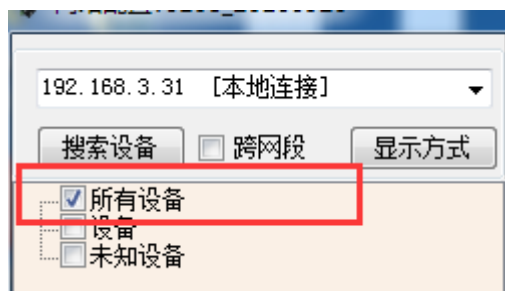 192.168.3.31 [本地连接]
搜索设备 跨网段 显示方式
所有设备
设备
未知设备